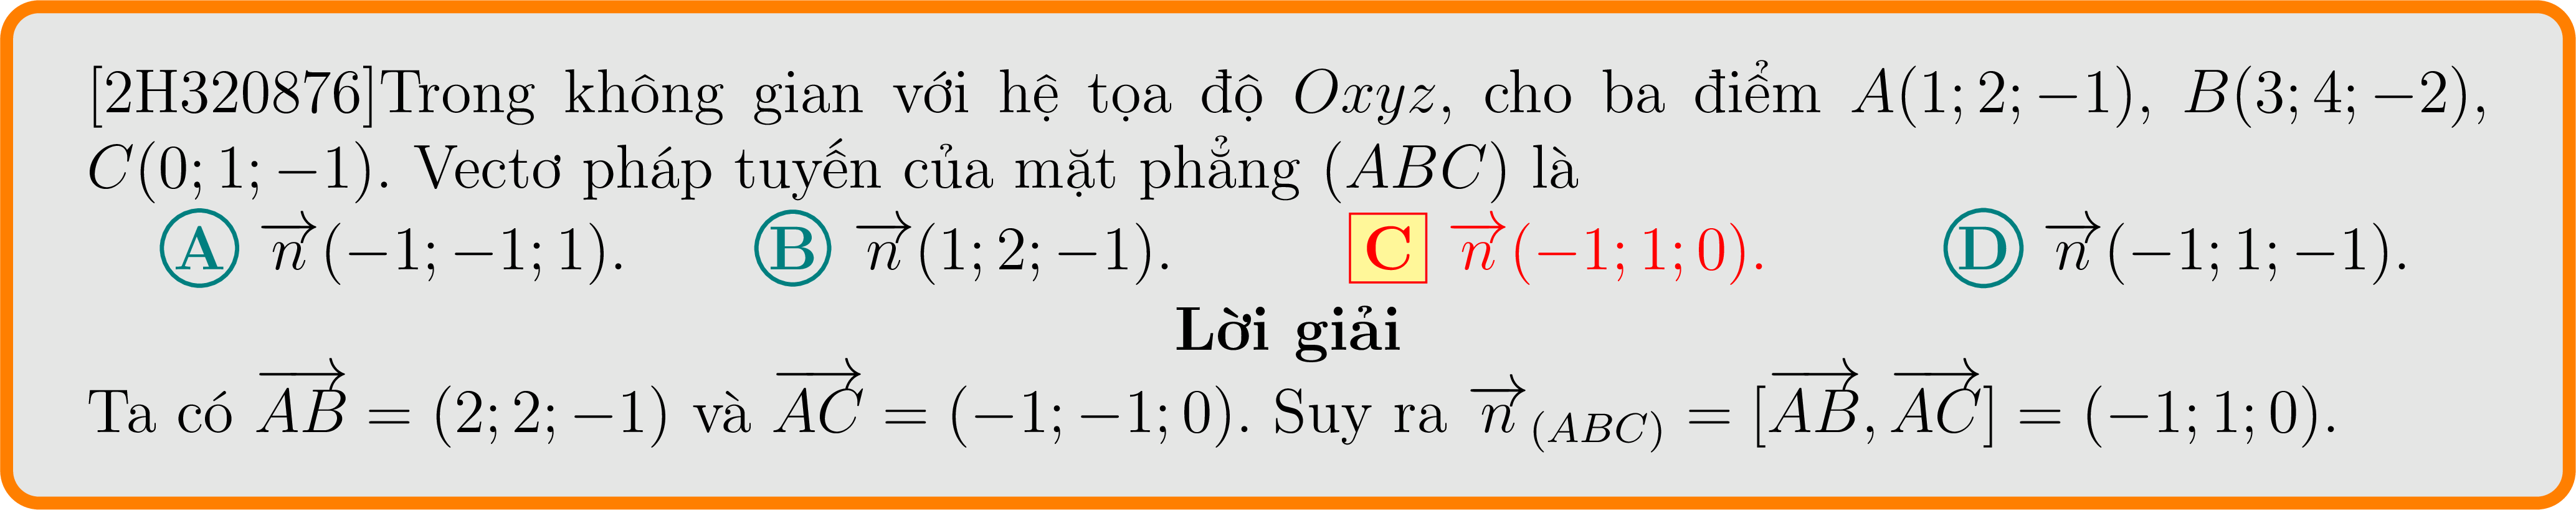 [2H320876]Trong không gian với hệ tọa độ Oxyz, cho ba điểm A(1; 2; −1), B(3; 4; −2),
C(0; 1; −1). Vectơ pháp tuyến của mặt phẳng (ABC) là
A $\overrightarrow{n}$(−1; −1; 1). B $\overrightarrow{n}$(1; 2; −1). C $\overrightarrow{n}$(−1; 1; 0). D $\overrightarrow{n}$(−1; 1; −1).
Lời giải
Ta có $\overrightarrow{AB}$ = (2; 2; −1) và $\overrightarrow{AC}$ = (−1; −1; 0). Suy ra $\overrightarrow{n}_{(ABC)}$ = [$\overrightarrow{AB}$, $\overrightarrow{AC}$] = (−1; 1; 0).